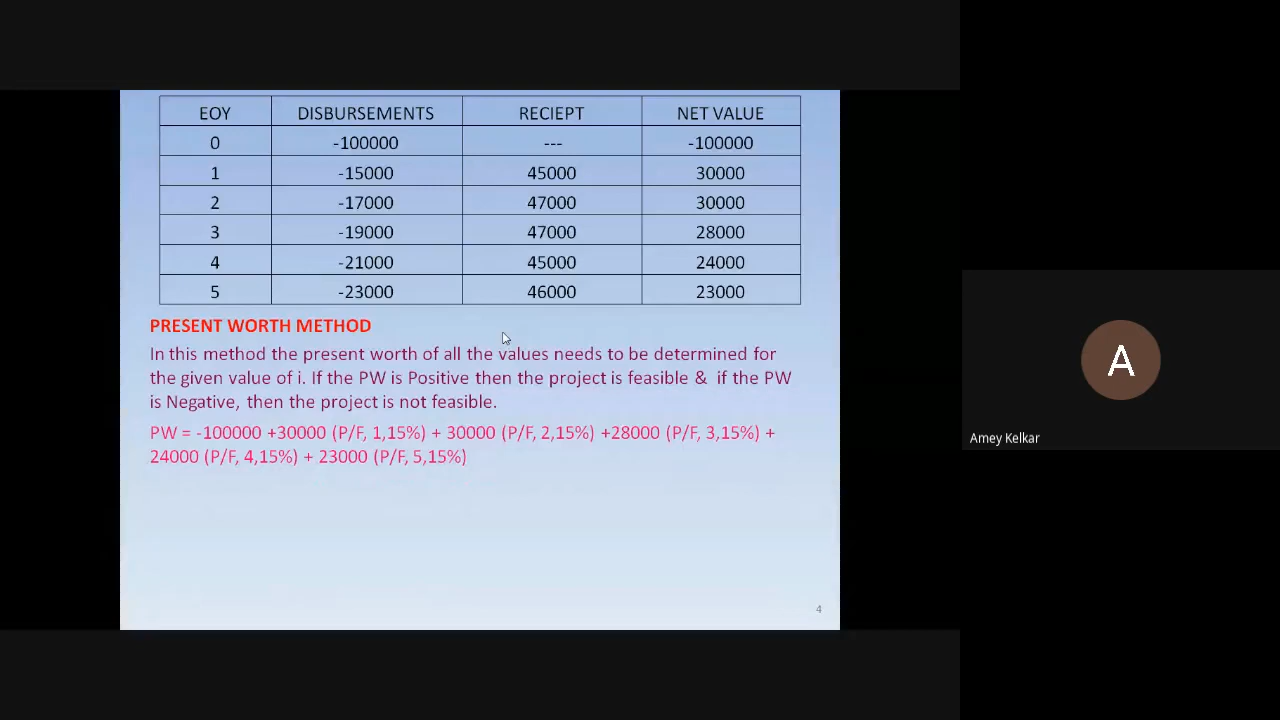 EOY DISBURSEMENTS RECIEPT NET VALUE
0 -100000 --- -100000
1 -15000 45000 30000
2 -17000 47000 30000
3 -19000 47000 28000
4 -21000 45000 24000
5 -23000 46000 23000
PRESENT WORTH METHOD
In this method the present worth of all the values needs to be determined for
the given value of i. If the PW is Positive then the project is feasible & if the PW
is Negative, then the project is not feasible.
PW = -100000 +30000 (P/F, 1,15%) + 30000 (P/F, 2,15%) +28000 (P/F, 3,15%) +
24000 (P/F, 4,15%) + 23000 (P/F, 5,15%)
4
A
Amey Kelkar